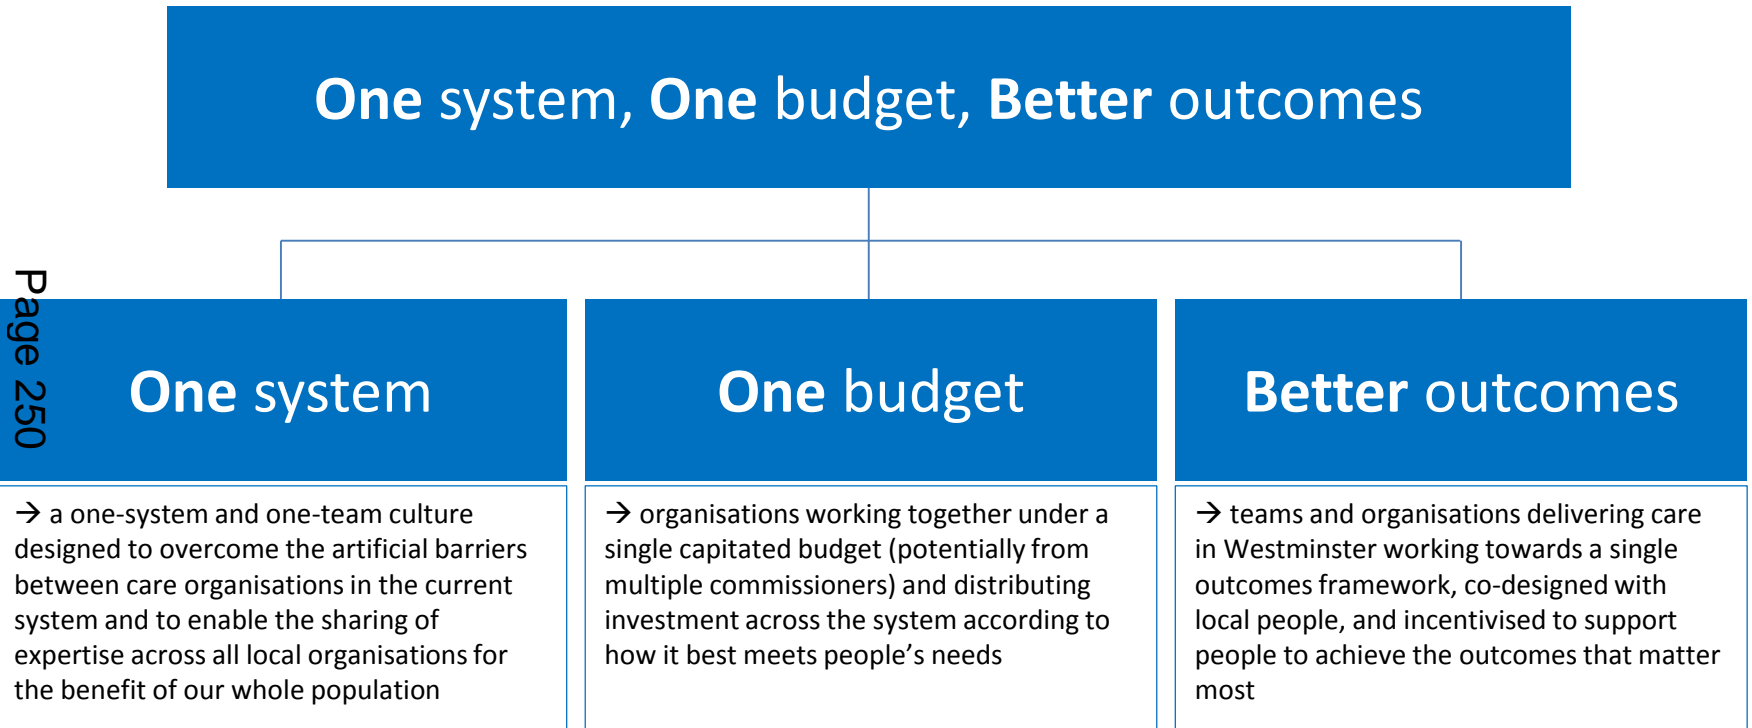 One system, One budget, Better outcomes
Page 250
One system
→ a one-system and one-team culture
designed to overcome the artificial barriers
between care organisations in the current
system and to enable the sharing of
expertise across all local organisations for
the benefit of our whole population
One budget
→ organisations working together under a
single capitated budget (potentially from
multiple commissioners) and distributing
investment across the system according to
how it best meets people’s needs
Better outcomes
→ teams and organisations delivering care
in Westminster working towards a single
outcomes framework, co-designed with
local people, and incentivised to support
people to achieve the outcomes that matter
most